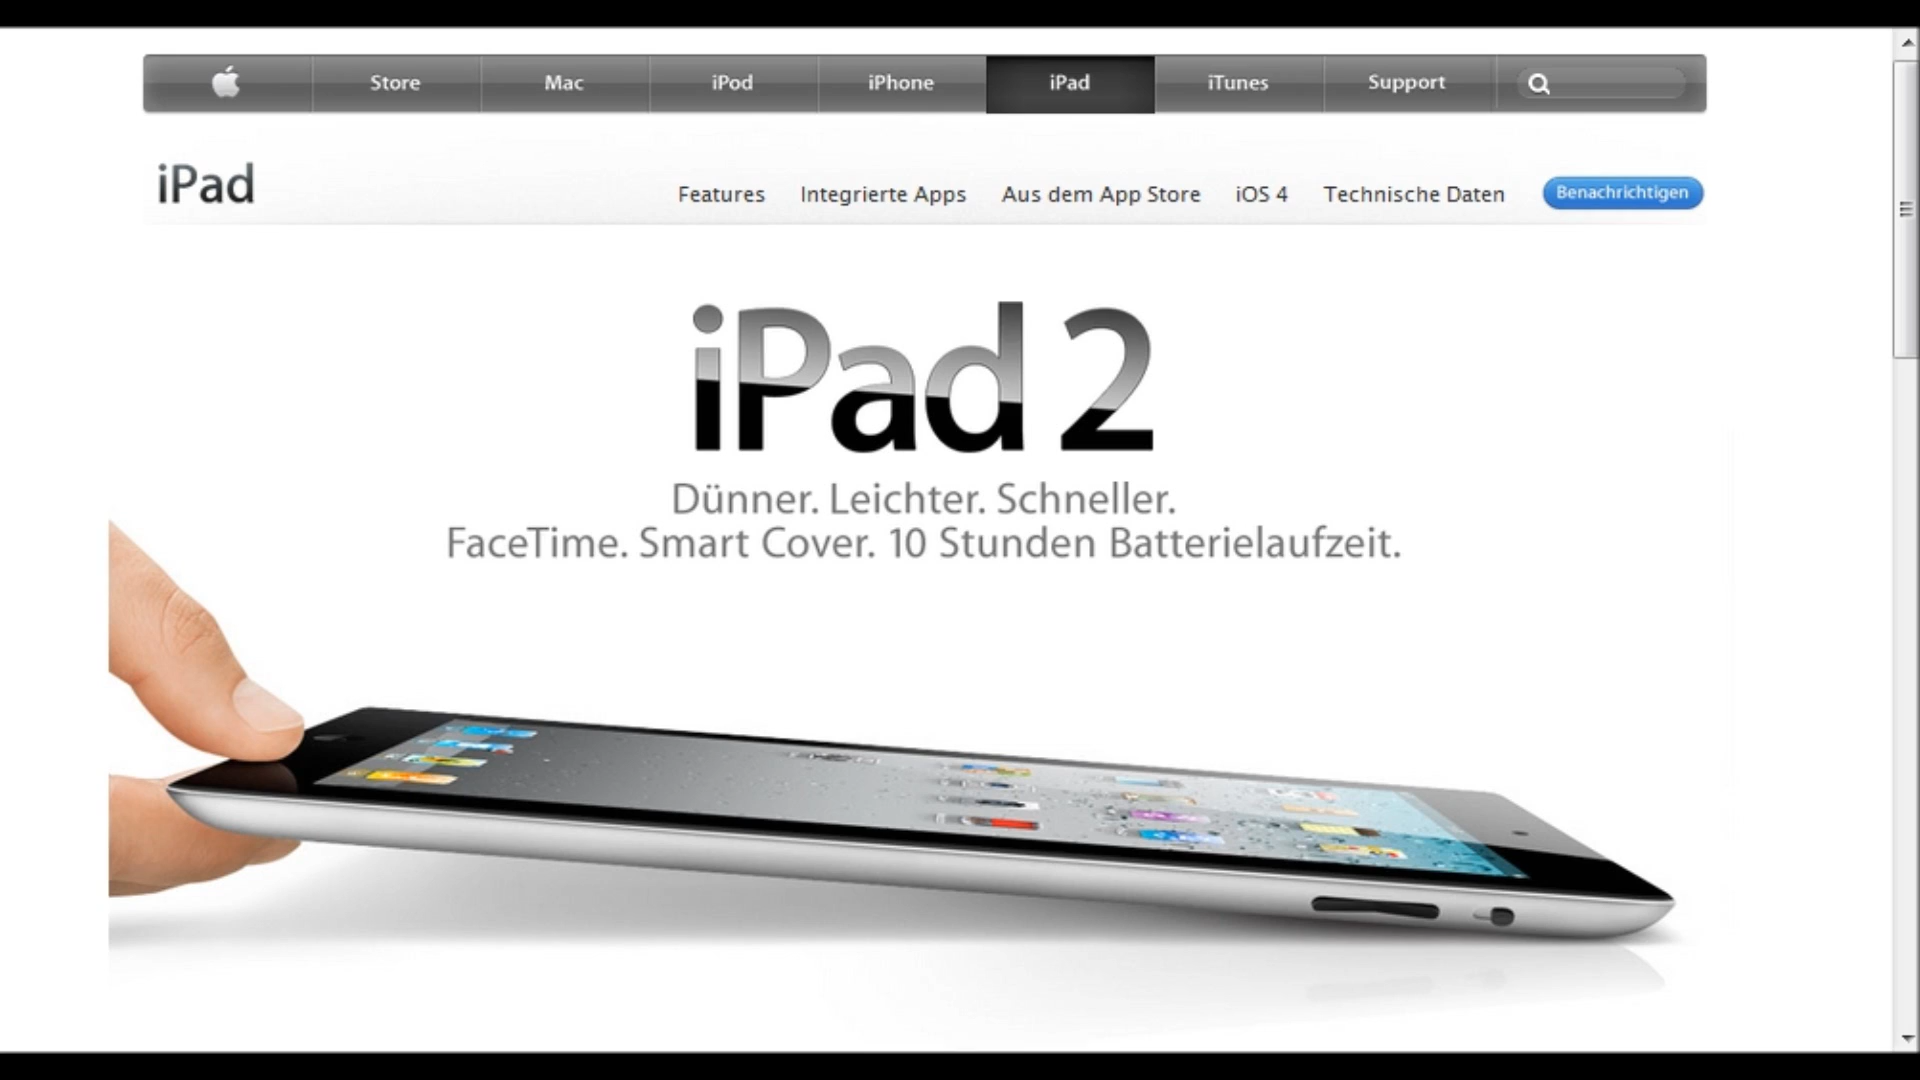 Store Mac iPod iPhone iPad iTunes Support
iPad
Features Integrierte Apps Aus dem App Store iOS 4 Technische Daten Benachrichtigen
iPad 2
Dünner. Leichter. Schneller.
FaceTime. Smart Cover. 10 Stunden Batterielaufzeit.